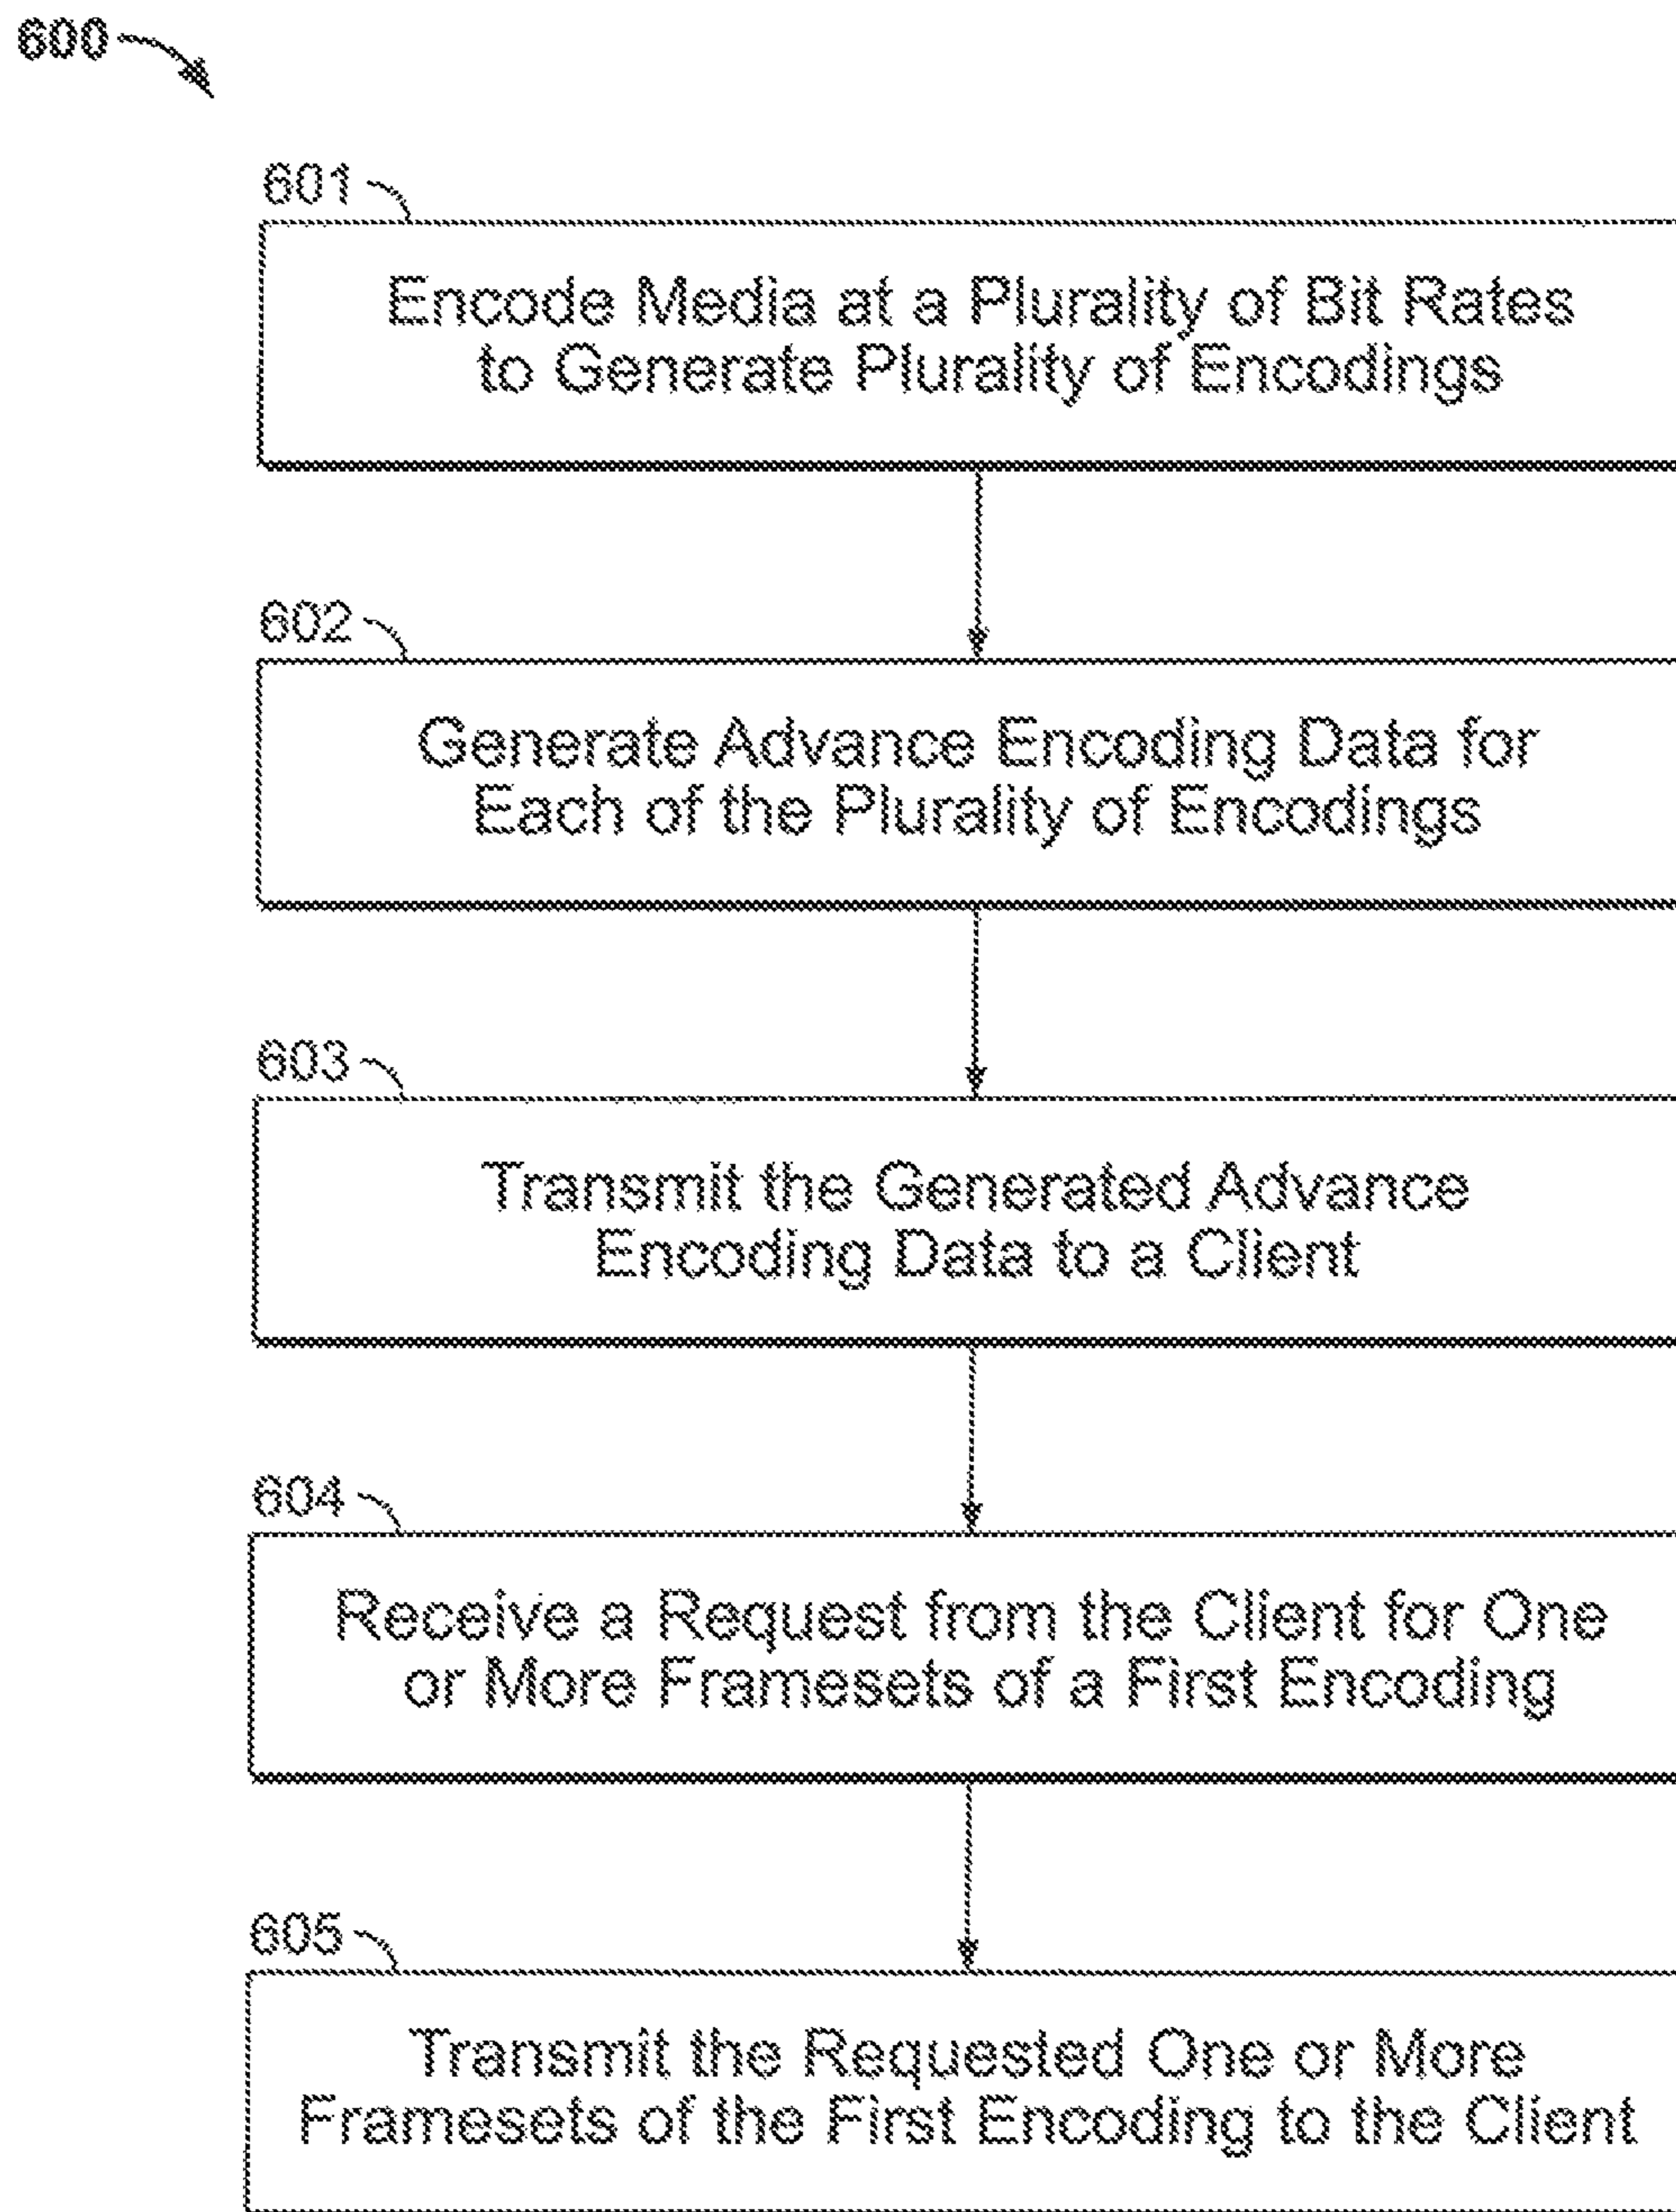 600
601
Encode Media at a Plurality of Bit Rates
to Generate Plurality of Encodings
602
Generate Advance Encoding Data for
Each of the Plurality of Encodings
603
Transmit the Generated Advance
Encoding Data to a Client
604
Receive a Request from the Client for One
or More Framesets of a First Encoding
605
Transmit the Requested One or More
Framesets of the First Encoding to the Client